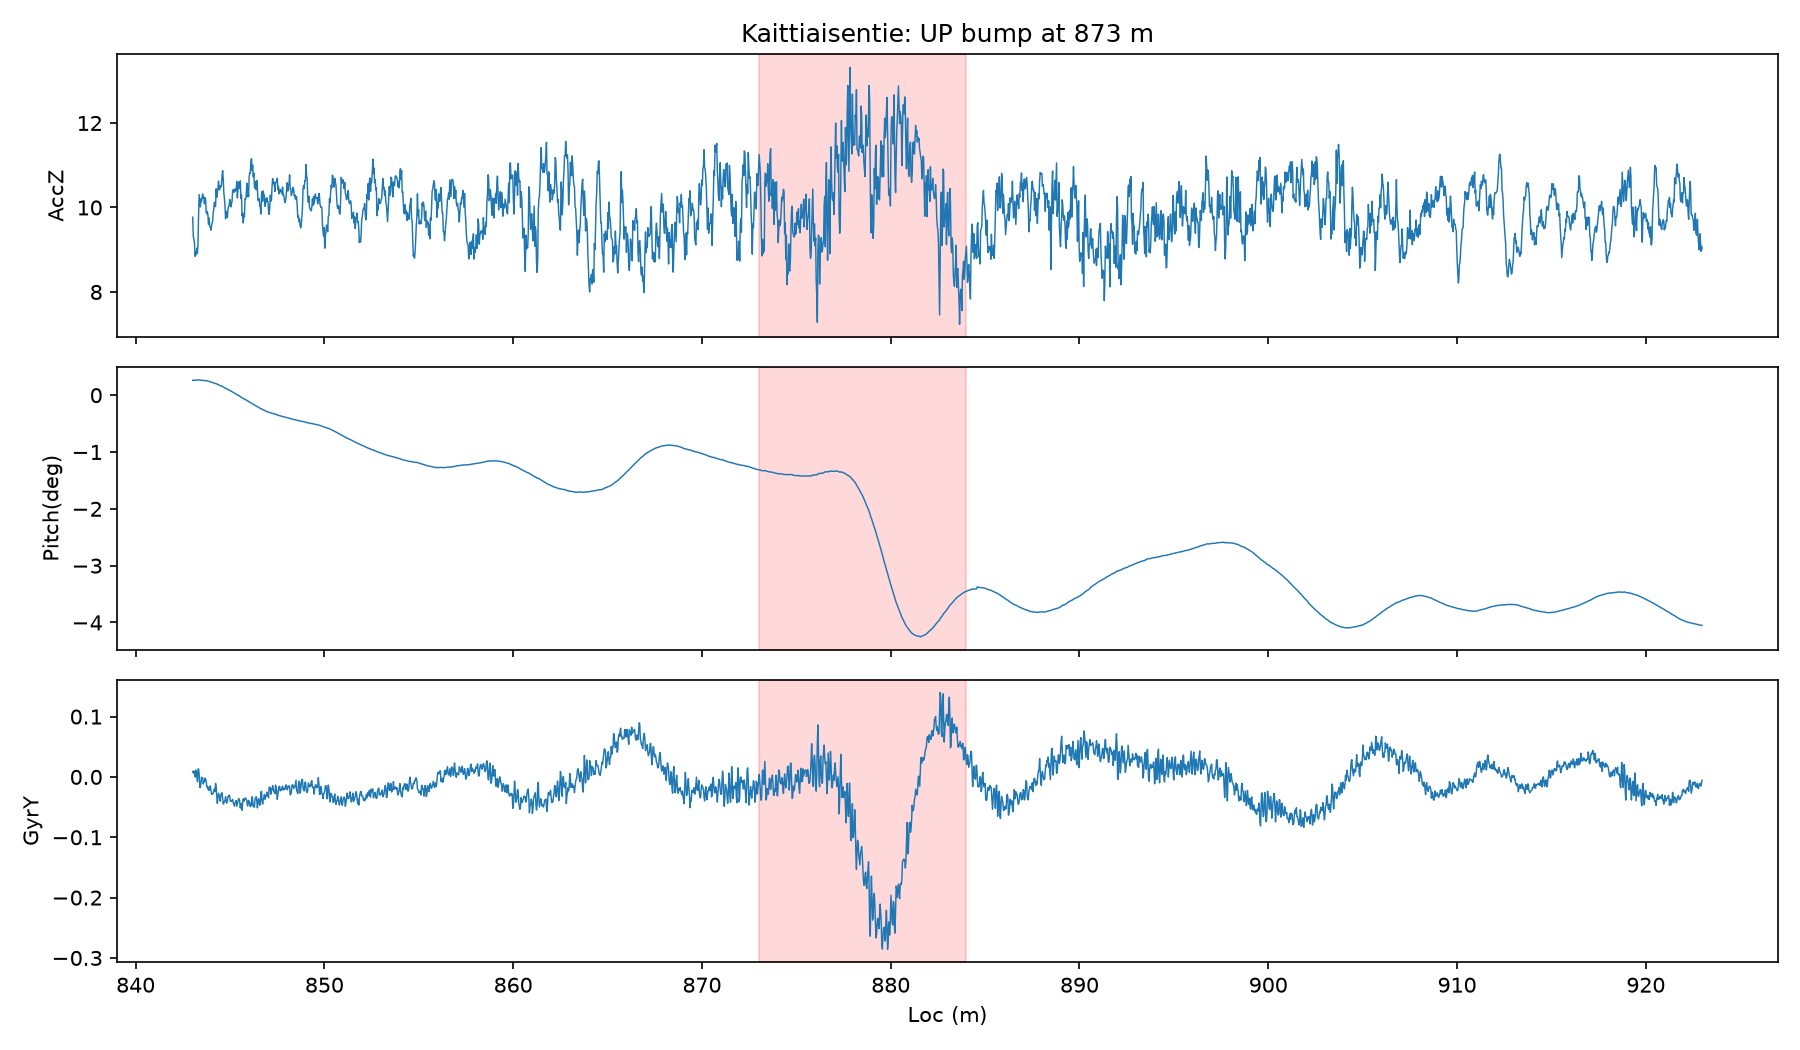 Kaittiaisentie: UP bump at 873 m
AccZ
12
10
8
Pitch(deg)
0
−1
−2
−3
−4
GyrY
0.1
0.0
−0.1
−0.2
−0.3
840 850 860 870 880 890 900 910 920
Loc (m)